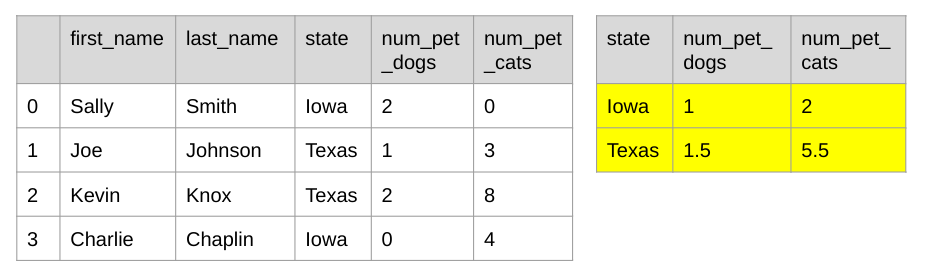 first_name last_name state num_pet_dogs num_pet_cats
0 Sally Smith Iowa 2 0
1 Joe Johnson Texas 1 3
2 Kevin Knox Texas 2 8
3 Charlie Chaplin Iowa 0 4
state num_pet_dogs num_pet_cats
Iowa 1 2
Texas 1.5 5.5